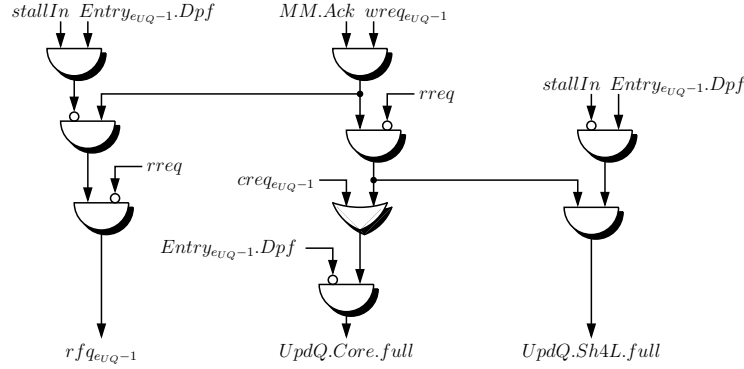 stallIn Entry_{e_{UQ}-1}.Dpf
MM.Ack wreq_{e_{UQ}-1}
rreq
stallIn Entry_{e_{UQ}-1}.Dpf
rreq
creq_{e_{UQ}-1}
Entry_{e_{UQ}-1}.Dpf
rfq_{e_{UQ}-1}
UpdQ.Core.full
UpdQ.Sh4L.full